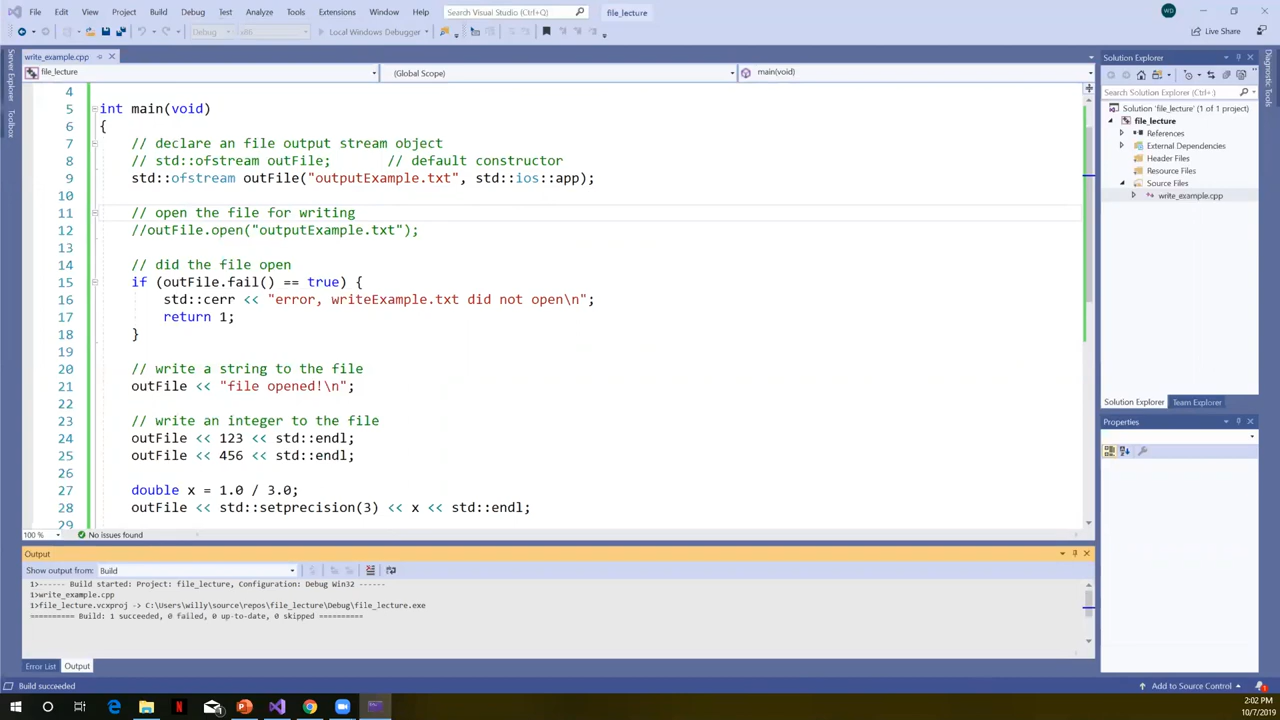 File Edit View Project Build Debug Test Analyze Tools Extensions Window Help Search Visual Studio (Ctrl+Q) file_lecture WD
Debug x86 Local Windows Debugger Live Share
Server Explorer
Toolbox
write_example.cpp
file_lecture (Global Scope) main(void)
4
5 int main(void)
6 {
7 // declare an file output stream object
8 // std::ofstream outFile; // default constructor
9 std::ofstream outFile("outputExample.txt", std::ios::app);
10
11 // open the file for writing
12 //outFile.open("outputExample.txt");
13
14 // did the file open
15 if (outFile.fail() == true) {
16 std::cerr << "error, writeExample.txt did not open\n";
17 return 1;
18 }
19
20 // write a string to the file
21 outFile << "file opened!\n";
22
23 // write an integer to the file
24 outFile << 123 << std::endl;
25 outFile << 456 << std::endl;
26
27 double x = 1.0 / 3.0;
28 outFile << std::setprecision(3) << x << std::endl;
29
100 % No issues found
Output
Show output from: Build
1>------ Build started: Project: file_lecture, Configuration: Debug Win32 ------
1>write_example.cpp
1>file_lecture.vcxproj -> C:\Users\willy\source\repos\file_lecture\Debug\file_lecture.exe
========== Build: 1 succeeded, 0 failed, 0 up-to-date, 0 skipped ==========
Error List Output
Solution Explorer
Search Solution Explorer (Ctrl+;)
Solution 'file_lecture' (1 of 1 project)
file_lecture
References
External Dependencies
Header Files
Resource Files
Source Files
write_example.cpp
Solution Explorer Team Explorer
Properties
Diagnostic Tools
Build succeeded Add to Source Control 1
2:02 PM
10/7/2019